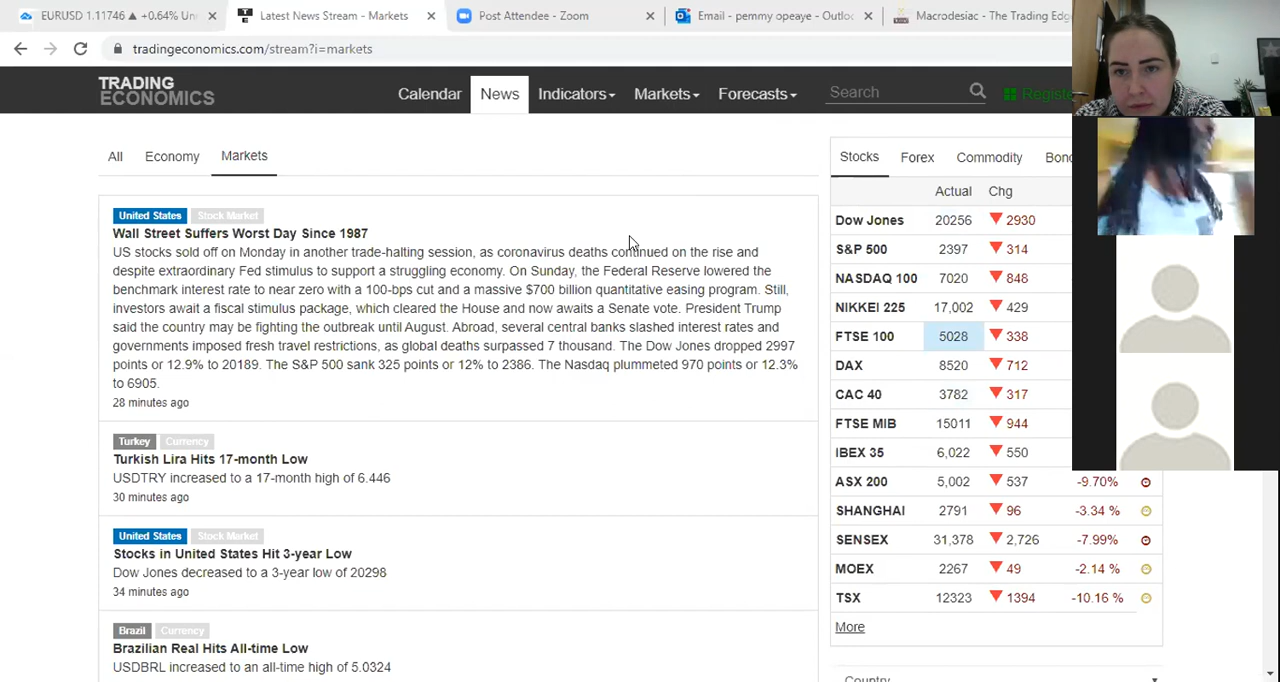 EURUSD 1.11746 ▲ +0.64% Un
Latest News Stream - Markets
Post Attendee - Zoom
Email - pemmy opeaye - Outloo
Macrodesiac - The Trading Edge
tradingeconomics.com/stream?i=markets
TRADING
ECONOMICS
Calendar
News
Indicators
Markets
Forecasts
Search
Registe
All
Economy
Markets
United States Stock Market
Wall Street Suffers Worst Day Since 1987
US stocks sold off on Monday in another trade-halting session, as coronavirus deaths continued on the rise and
despite extraordinary Fed stimulus to support a struggling economy. On Sunday, the Federal Reserve lowered the
benchmark interest rate to near zero with a 100-bps cut and a massive $700 billion quantitative easing program. Still,
investors await a fiscal stimulus package, which cleared the House and now awaits a Senate vote. President Trump
said the country may be fighting the outbreak until August. Abroad, several central banks slashed interest rates and
governments imposed fresh travel restrictions, as global deaths surpassed 7 thousand. The Dow Jones dropped 2997
points or 12.9% to 20189. The S&P 500 sank 325 points or 12% to 2386. The Nasdaq plummeted 970 points or 12.3%
to 6905.
28 minutes ago
Turkey Currency
Turkish Lira Hits 17-month Low
USDTRY increased to a 17-month high of 6.446
30 minutes ago
United States Stock Market
Stocks in United States Hit 3-year Low
Dow Jones decreased to a 3-year low of 20298
34 minutes ago
Brazil Currency
Brazilian Real Hits All-time Low
USDBRL increased to an all-time high of 5.0324
Stocks Forex Commodity Bon
Actual Chg
Dow Jones 20256 ▼ 2930
S&P 500 2397 ▼ 314
NASDAQ 100 7020 ▼ 848
NIKKEI 225 17,002 ▼ 429
FTSE 100 5028 ▼ 338
DAX 8520 ▼ 712
CAC 40 3782 ▼ 317
FTSE MIB 15011 ▼ 944
IBEX 35 6,022 ▼ 550
ASX 200 5,002 ▼ 537 -9.70%
SHANGHAI 2791 ▼ 96 -3.34 %
SENSEX 31,378 ▼ 2,726 -7.99%
MOEX 2267 ▼ 49 -2.14 %
TSX 12323 ▼ 1394 -10.16 %
More
Country